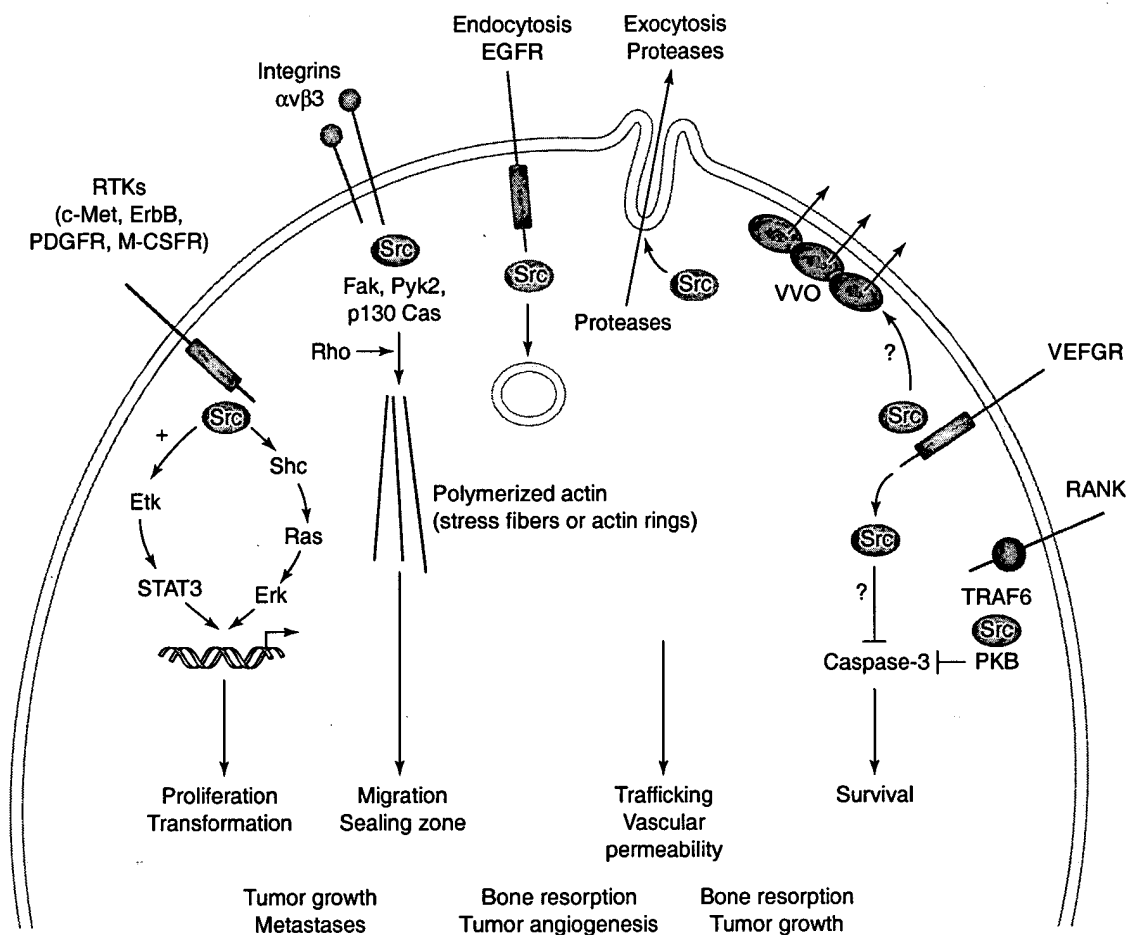 Endocytosis
EGFR
Exocytosis
Proteases
Integrins
αvβ3
RTKs
(c-Met, ErbB,
PDGFR, M-CSFR)
Src
Fak, Pyk2,
p130 Cas
Rho
Src
Src
Proteases
VVO
?
VEFGR
Src
Src
+
Shc
Etk
Ras
STAT3
Erk
Polymerized actin
(stress fibers or actin rings)
RANK
Src
?
TRAF6
Src
PKB
Caspase-3
Proliferation
Transformation
Migration
Sealing zone
Trafficking
Vascular
permeability
Survival
Tumor growth
Metastases
Bone resorption
Tumor angiogenesis
Bone resorption
Tumor growth